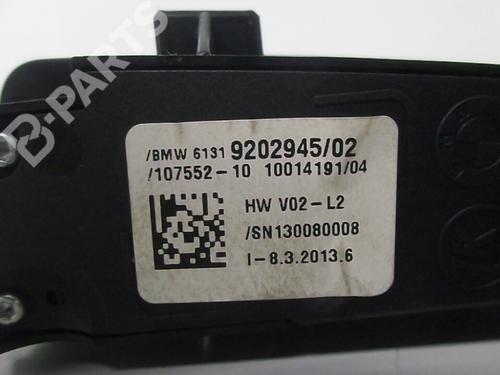 B-PARTS
/BMW 6131 9202945/02
/107552-10 10014191/04
HW V02-L2
/SN130080008
I-8.3.2013.6